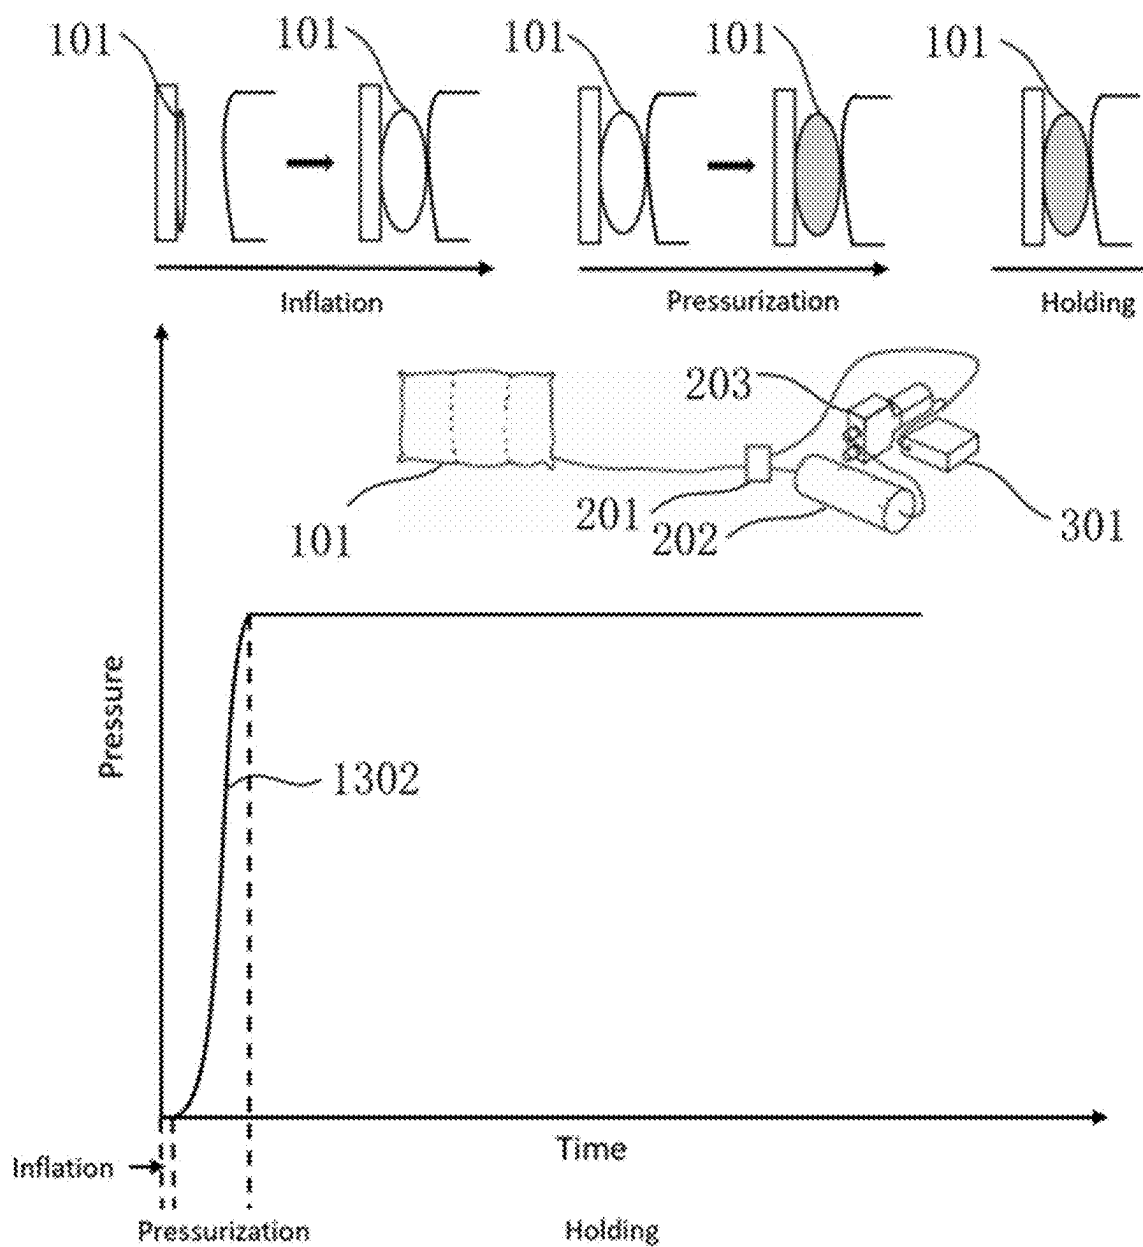 101 101 101 101 101
Inflation Pressurization Holding
203
101 201 202 301
Pressure
1302
Time
Inflation
Pressurization Holding